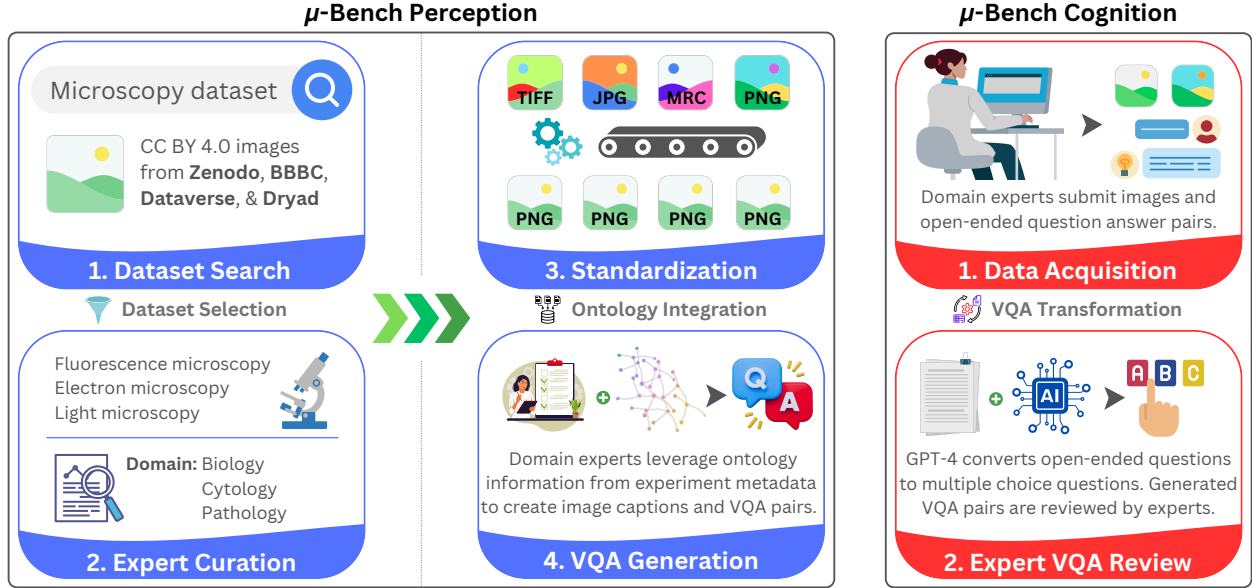 μ-Bench Perception
Microscopy dataset
CC BY 4.0 images
from Zenodo, BBBC,
Dataverse, & Dryad
1. Dataset Search
Dataset Selection
Fluorescence microscopy
Electron microscopy
Light microscopy
Domain: Biology
Cytology
Pathology
2. Expert Curation
TIFF JPG MRC PNG
PNG PNG PNG PNG
3. Standardization
Ontology Integration
Q
A
Domain experts leverage ontology
information from experiment metadata
to create image captions and VQA pairs.
4. VQA Generation
μ-Bench Cognition
Domain experts submit images and
open-ended question answer pairs.
1. Data Acquisition
VQA Transformation
AI
A B C
GPT-4 converts open-ended questions
to multiple choice questions. Generated
VQA pairs are reviewed by experts.
2. Expert VQA Review